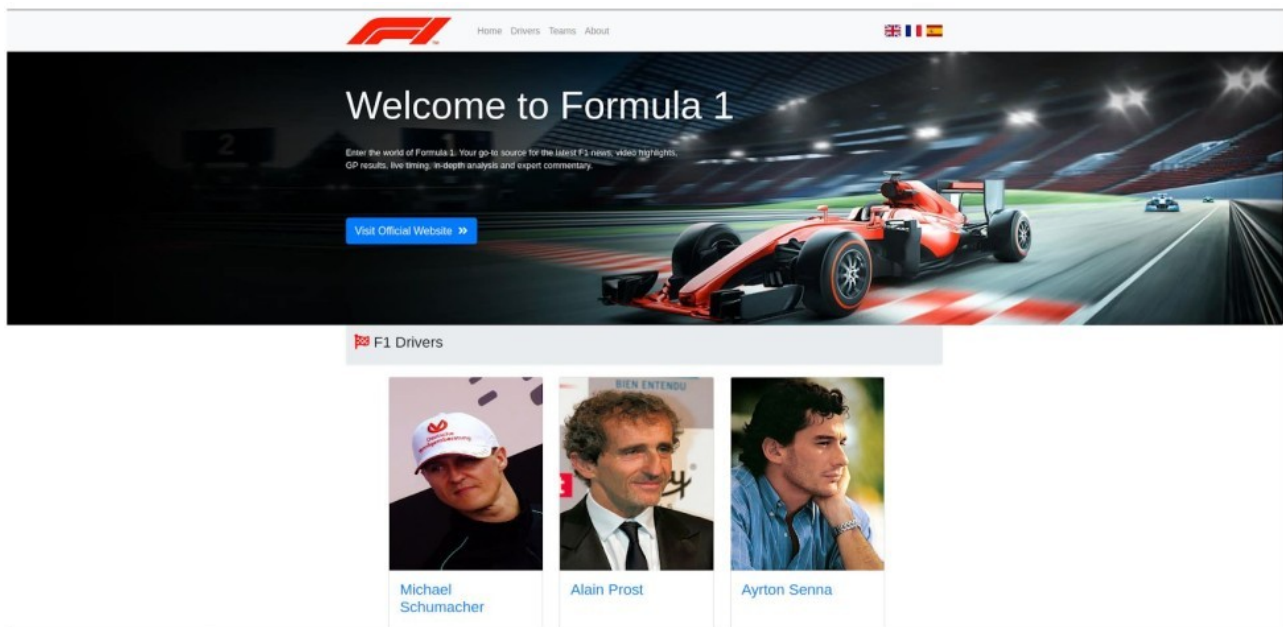 F1
Home Drivers Teams About
Welcome to Formula 1
Enter the world of Formula 1. Your go-to source for the latest F1 news, video highlights,
GP results, live timing, in-depth analysis and expert commentary.
Visit Official Website »
2
1
F1 Drivers
BIEN ENTENDU
Michael
Schumacher
Alain Prost
Ayrton Senna